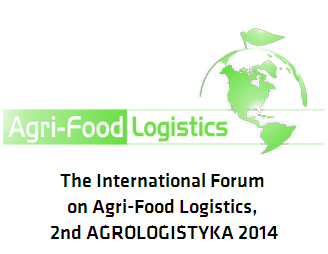 Agri-Food Logistics
The International Forum
on Agri-Food Logistics,
2nd AGROLOGISTYKA 2014